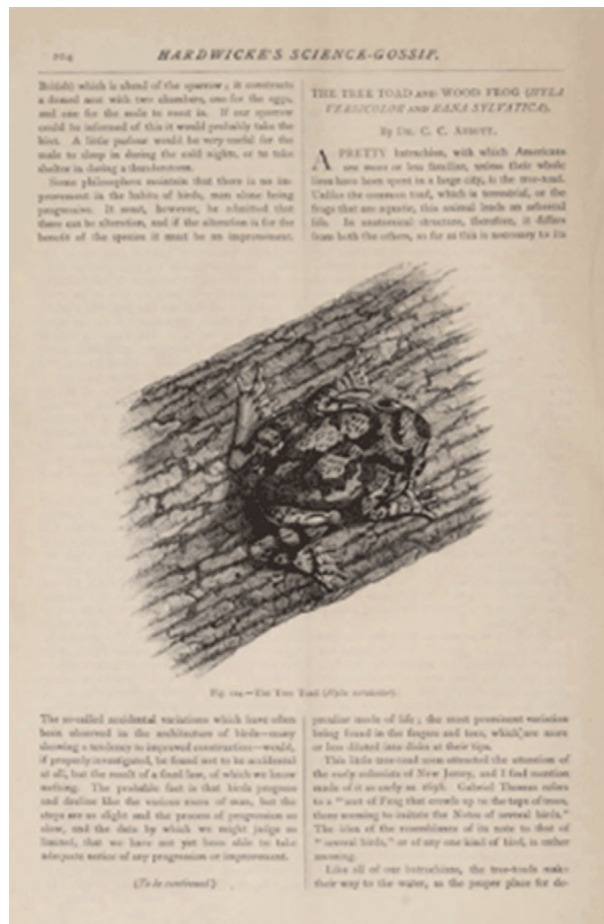 204
HARDWICKE'S SCIENCE-GOSSIP.
British) which is ahead of the sparrow; it constructs
a domed nest with two chambers, one for the eggs,
and one for the male to roost in. If our sparrow
could be informed of this it would probably take the
hint. A little parlour would be very useful for the
male to sleep in during the cold nights, or to take
shelter in during a thunderstorm.
Some philosophers maintain that there is no im-
provement in the habits of birds, man alone being
progressive. It must, however, be admitted that
there can be alteration, and if the alteration is for the
benefit of the species it must be an improvement.
The so-called accidental variations which have often
been observed in the architecture of birds—many
showing a tendency to improved construction—would,
if properly investigated, be found not to be accidental
at all, but the result of a fixed law, of which we know
nothing. The probable fact is that birds progress
and decline like the various races of man, but the
steps are so slight and the process of progression so
slow, and the data by which we might judge so
limited, that we have not yet been able to take
adequate notice of any progression or improvement.
(To be continued)
THE TREE TOAD AND WOOD FROG (HYLA
VERSICOLOR AND RANA SYLVATICA).
By DR. C. C. ABBOTT.
A PRETTY batrachian, with which Americans
are more or less familiar, unless their whole
lives have been spent in a large city, is the tree-toad.
Unlike the common toad, which is terrestrial, or the
frogs that are aquatic, this animal leads an arboreal
life. In anatomical structure, therefore, it differs
from both the others, so far as this is necessary to its
Fig. 124.—The Tree Toad (Hyla versicolor).
peculiar mode of life; the most prominent variation
being found in the fingers and toes, which are more
or less dilated into disks at their tips.
This little tree-toad soon attracted the attention of
the early colonists of New Jersey, and I find mention
made of it as early as 1698. Gabriel Thomas refers
to a "sort of Frog that crawls up to the tops of trees,
there seeming to imitate the Notes of several birds."
The idea of the resemblance of its note to that of
"several birds," or of any one kind of bird, is rather
amusing.
Like all of our batrachians, the tree-toads make
their way to the water, as the proper place for de-